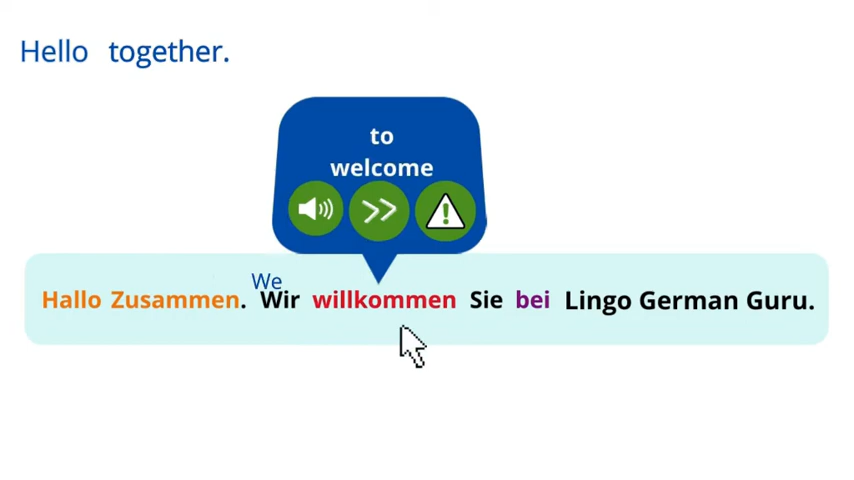 Hello together.
to
welcome
We
Hallo Zusammen. Wir willkommen Sie bei Lingo German Guru.